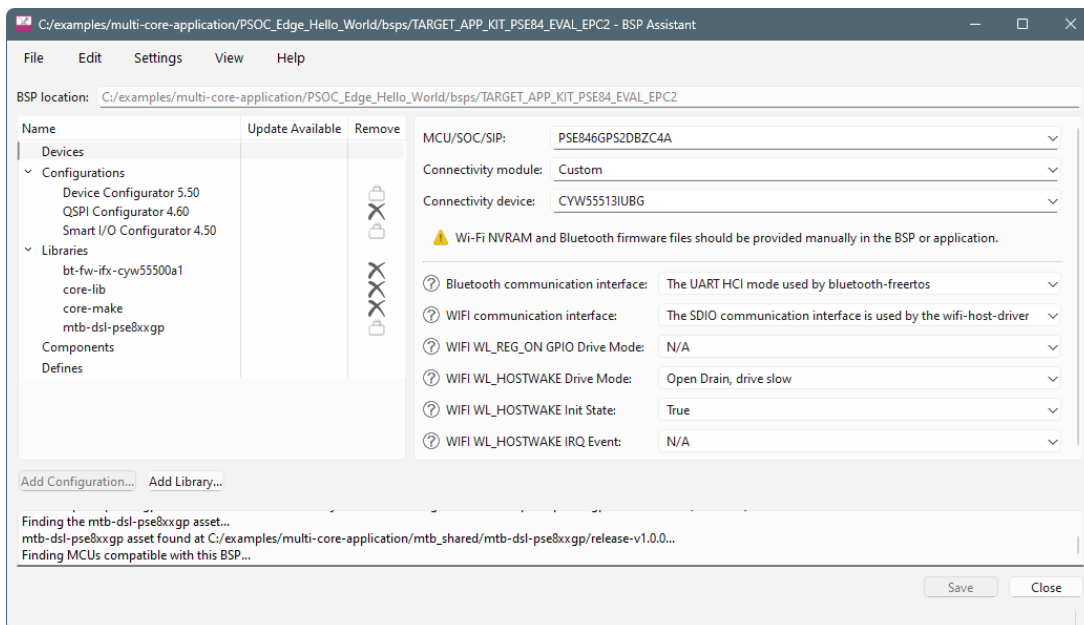 C:/examples/multi-core-application/PSOC_Edge_Hello_World/bsps/TARGET_APP_KIT_PSE84_EVAL_EPC2 - BSP Assistant
File Edit Settings View Help
BSP location: C:/examples/multi-core-application/PSOC_Edge_Hello_World/bsps/TARGET_APP_KIT_PSE84_EVAL_EPC2
Name Update Available Remove
Devices
Configurations
Device Configurator 5.50
QSPI Configurator 4.60
Smart I/O Configurator 4.50
Libraries
bt-fw-ifx-cyw55500a1
core-lib
core-make
mtb-dsl-pse8xxgp
Components
Defines
MCU/SOC/SIP: PSE846GPS2DBZC4A
Connectivity module: Custom
Connectivity device: CYW55513IUBG
Wi-Fi NVRAM and Bluetooth firmware files should be provided manually in the BSP or application.
Bluetooth communication interface: The UART HCI mode used by bluetooth-freertos
WIFI communication interface: The SDIO communication interface is used by the wifi-host-driver
WIFI WL_REG_ON GPIO Drive Mode: N/A
WIFI WL_HOSTWAKE Drive Mode: Open Drain, drive slow
WIFI WL_HOSTWAKE Init State: True
WIFI WL_HOSTWAKE IRQ Event: N/A
Add Configuration... Add Library...
Finding the mtb-dsl-pse8xxgp asset...
mtb-dsl-pse8xxgp asset found at C:/examples/multi-core-application/mtb_shared/mtb-dsl-pse8xxgp/release-v1.0.0...
Finding MCUs compatible with this BSP...
Save Close